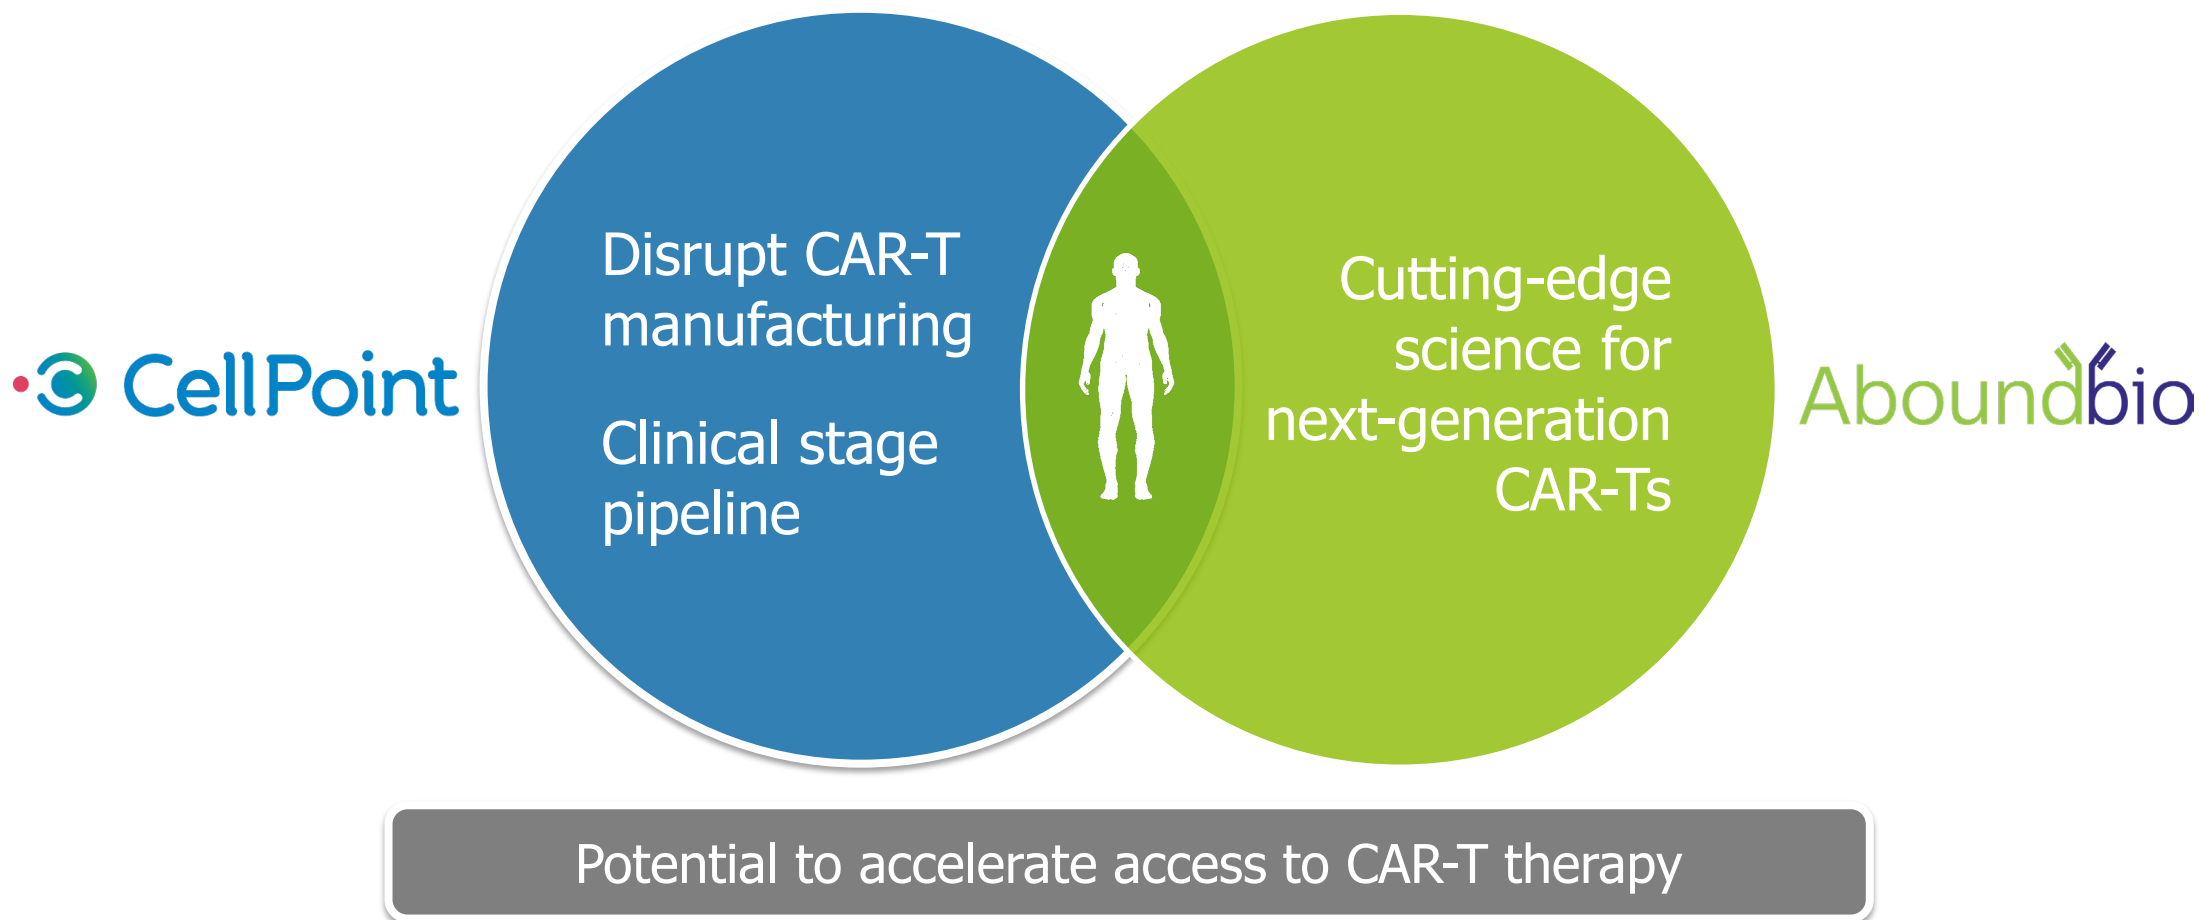 CellPoint
Disrupt CAR-T
manufacturing
Clinical stage
pipeline
Cutting-edge
science for
next-generation
CAR-Ts
Aboundbio
Potential to accelerate access to CAR-T therapy